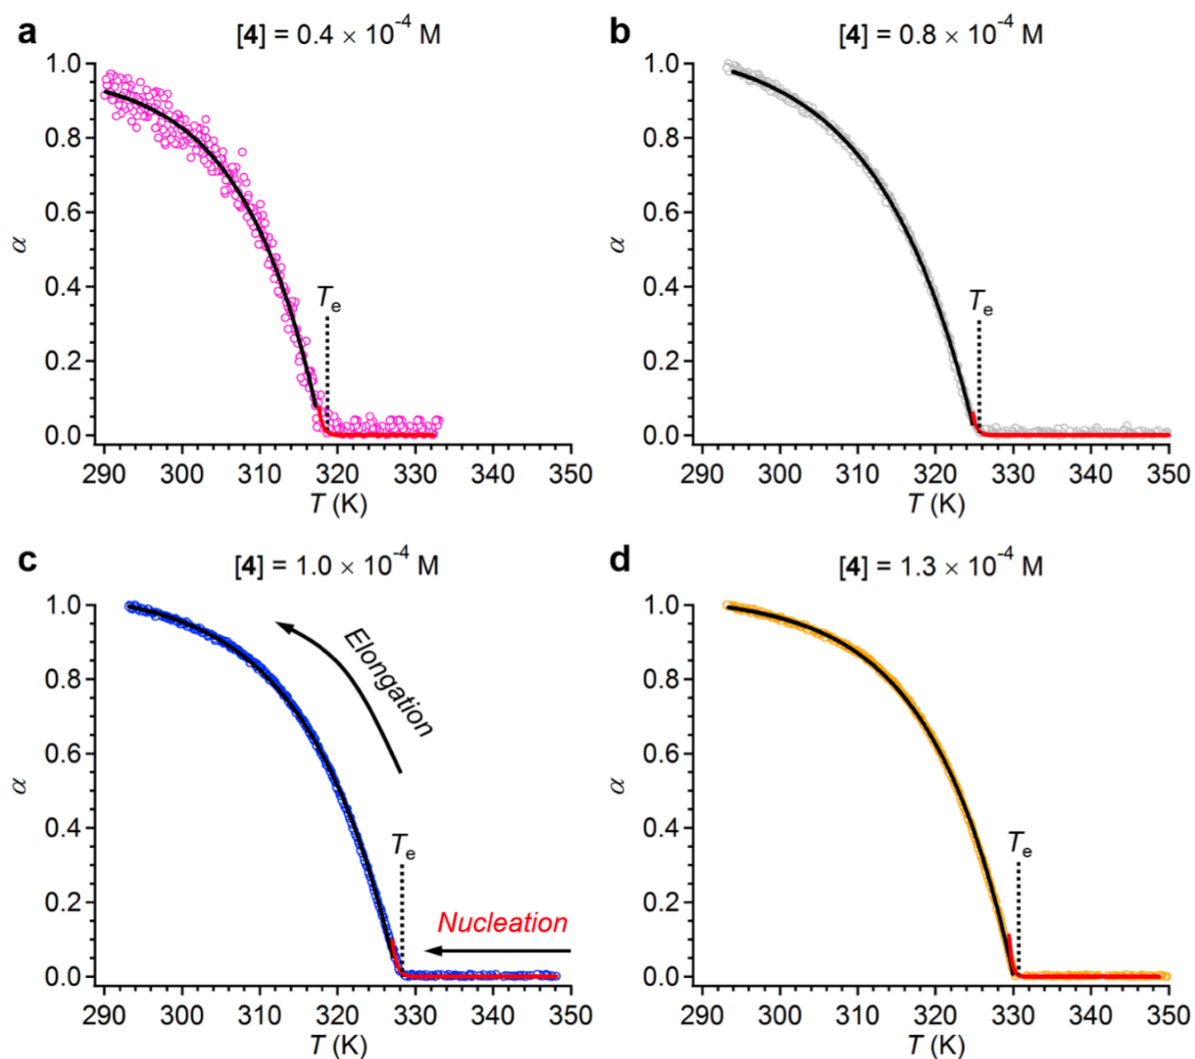 a
[4] = 0.4 × 10⁻⁴ M
b
[4] = 0.8 × 10⁻⁴ M
1.0
0.8
0.6
0.4
0.2
0.0
α
Tₑ
290 300 310 320 330 340 350
T (K)
1.0
0.8
0.6
0.4
0.2
0.0
α
Tₑ
290 300 310 320 330 340 350
T (K)
c
[4] = 1.0 × 10⁻⁴ M
d
[4] = 1.3 × 10⁻⁴ M
1.0
0.8
0.6
0.4
0.2
0.0
α
Elongation
Tₑ
Nucleation
290 300 310 320 330 340 350
T (K)
1.0
0.8
0.6
0.4
0.2
0.0
α
Tₑ
290 300 310 320 330 340 350
T (K)